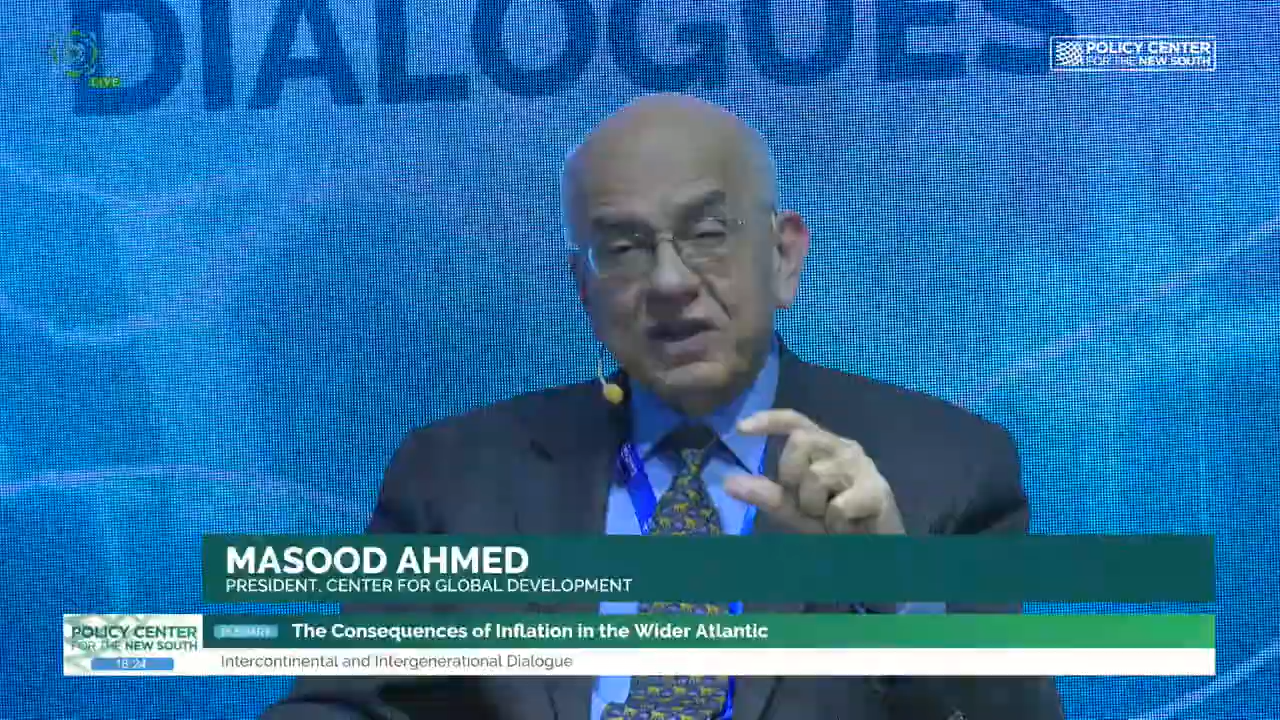 DIALOGUES
LIVE
POLICY CENTER
FOR THE NEW SOUTH
MASOOD AHMED
PRESIDENT, CENTER FOR GLOBAL DEVELOPMENT
POLICY CENTER
FOR THE NEW SOUTH
18:24
PLENARY
The Consequences of Inflation in the Wider Atlantic
Intercontinental and Intergenerational Dialogue